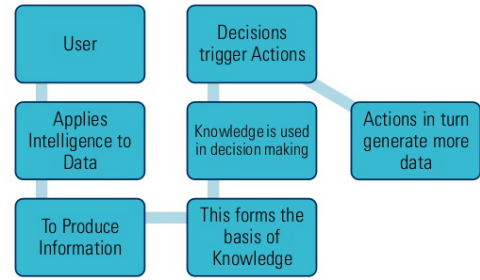 User
Applies
Intelligence to
Data
To Produce
Information
This forms the
basis of
Knowledge
Knowledge is used
in decision making
Decisions
trigger Actions
Actions in turn
generate more
data